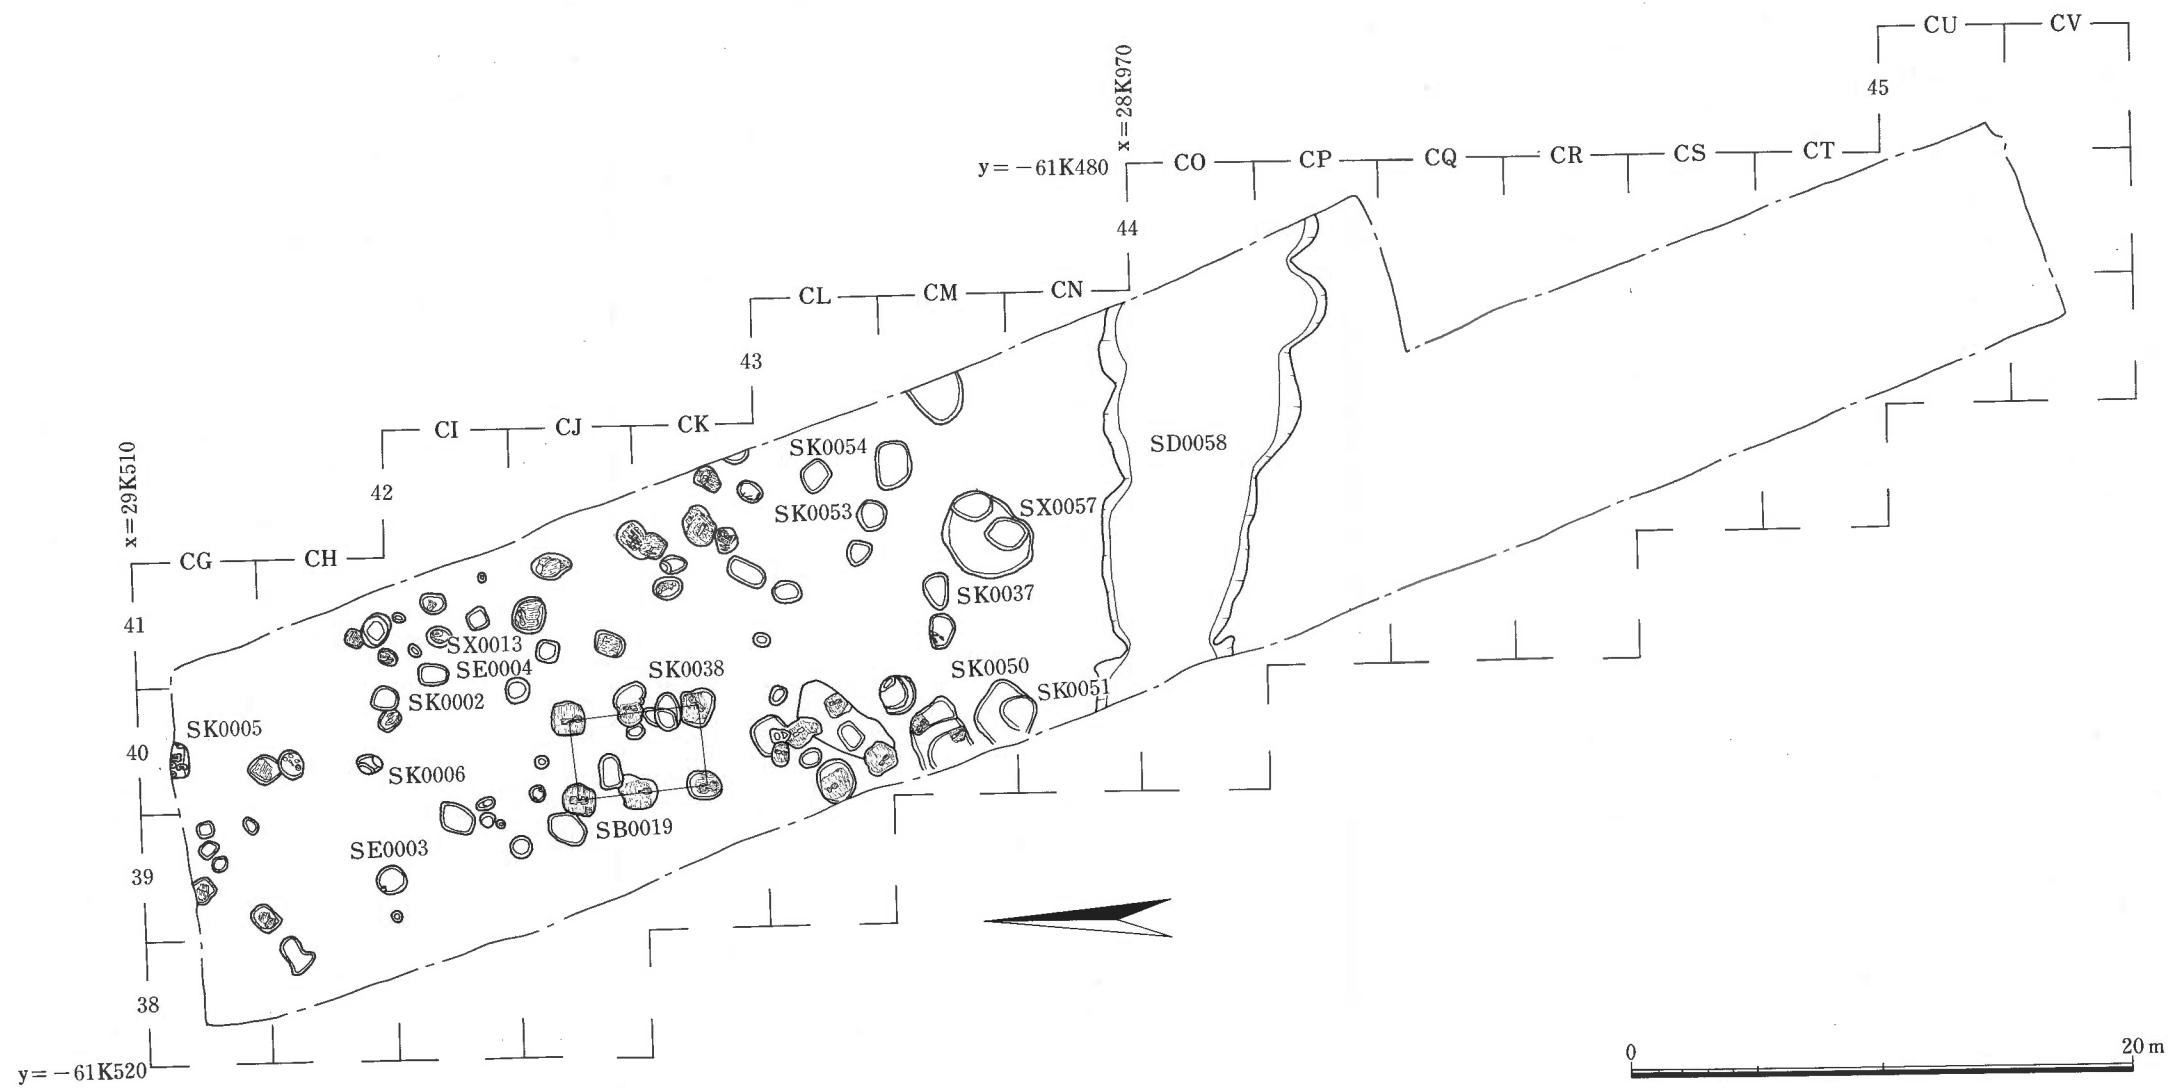 CU CV
45
x=28K970
y=-61K480 CO CP CQ CR CS CT
44
CL CM CN
43
x=29K510
CI CJ CK
42
CG CH
41
SK0054
SD0058
SK0053
SX0057
SK0037
SX0013
SE0004
SK0038
SK0050
SK0051
SK0002
SK0005
40
SK0006
SB0019
SE0003
39
38
y=-61K520
0 20m